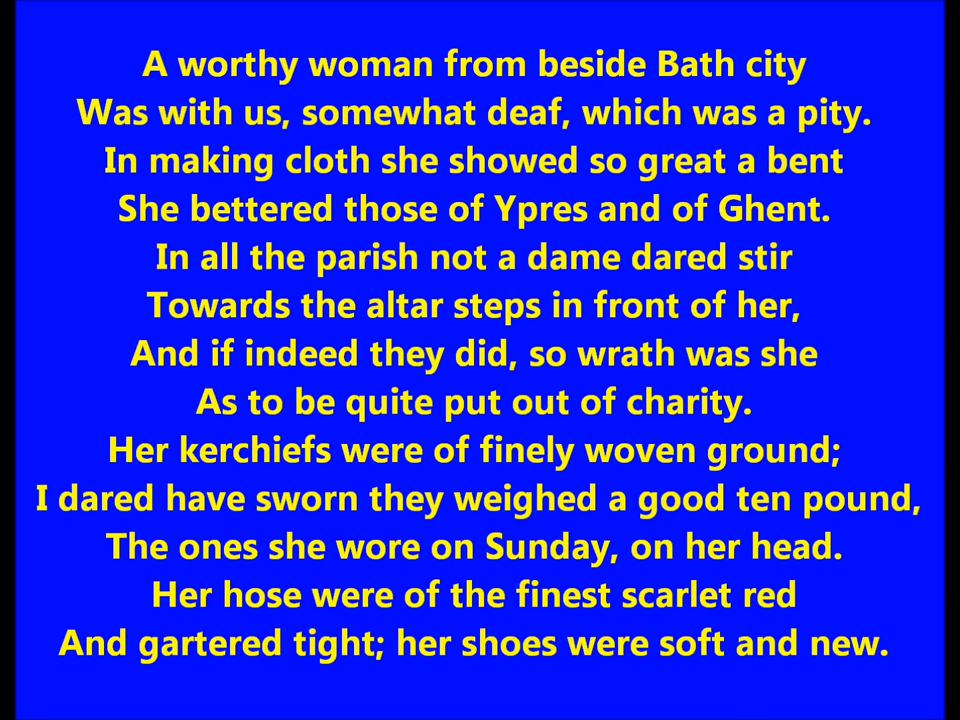 A worthy woman from beside Bath city
Was with us, somewhat deaf, which was a pity.
In making cloth she showed so great a bent
She bettered those of Ypres and of Ghent.
In all the parish not a dame dared stir
Towards the altar steps in front of her,
And if indeed they did, so wrath was she
As to be quite put out of charity.
Her kerchiefs were of finely woven ground;
I dared have sworn they weighed a good ten pound,
The ones she wore on Sunday, on her head.
Her hose were of the finest scarlet red
And gartered tight; her shoes were soft and new.